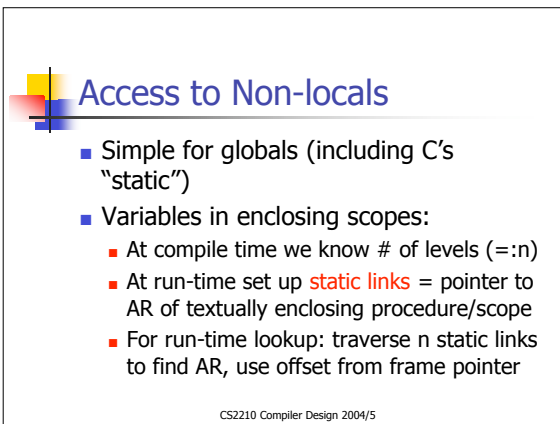 Access to Non-locals
Simple for globals (including C's
"static")
Variables in enclosing scopes:
At compile time we know # of levels (=:n)
At run-time set up static links = pointer to
AR of textually enclosing procedure/scope
For run-time lookup: traverse n static links
to find AR, use offset from frame pointer
CS2210 Compiler Design 2004/5